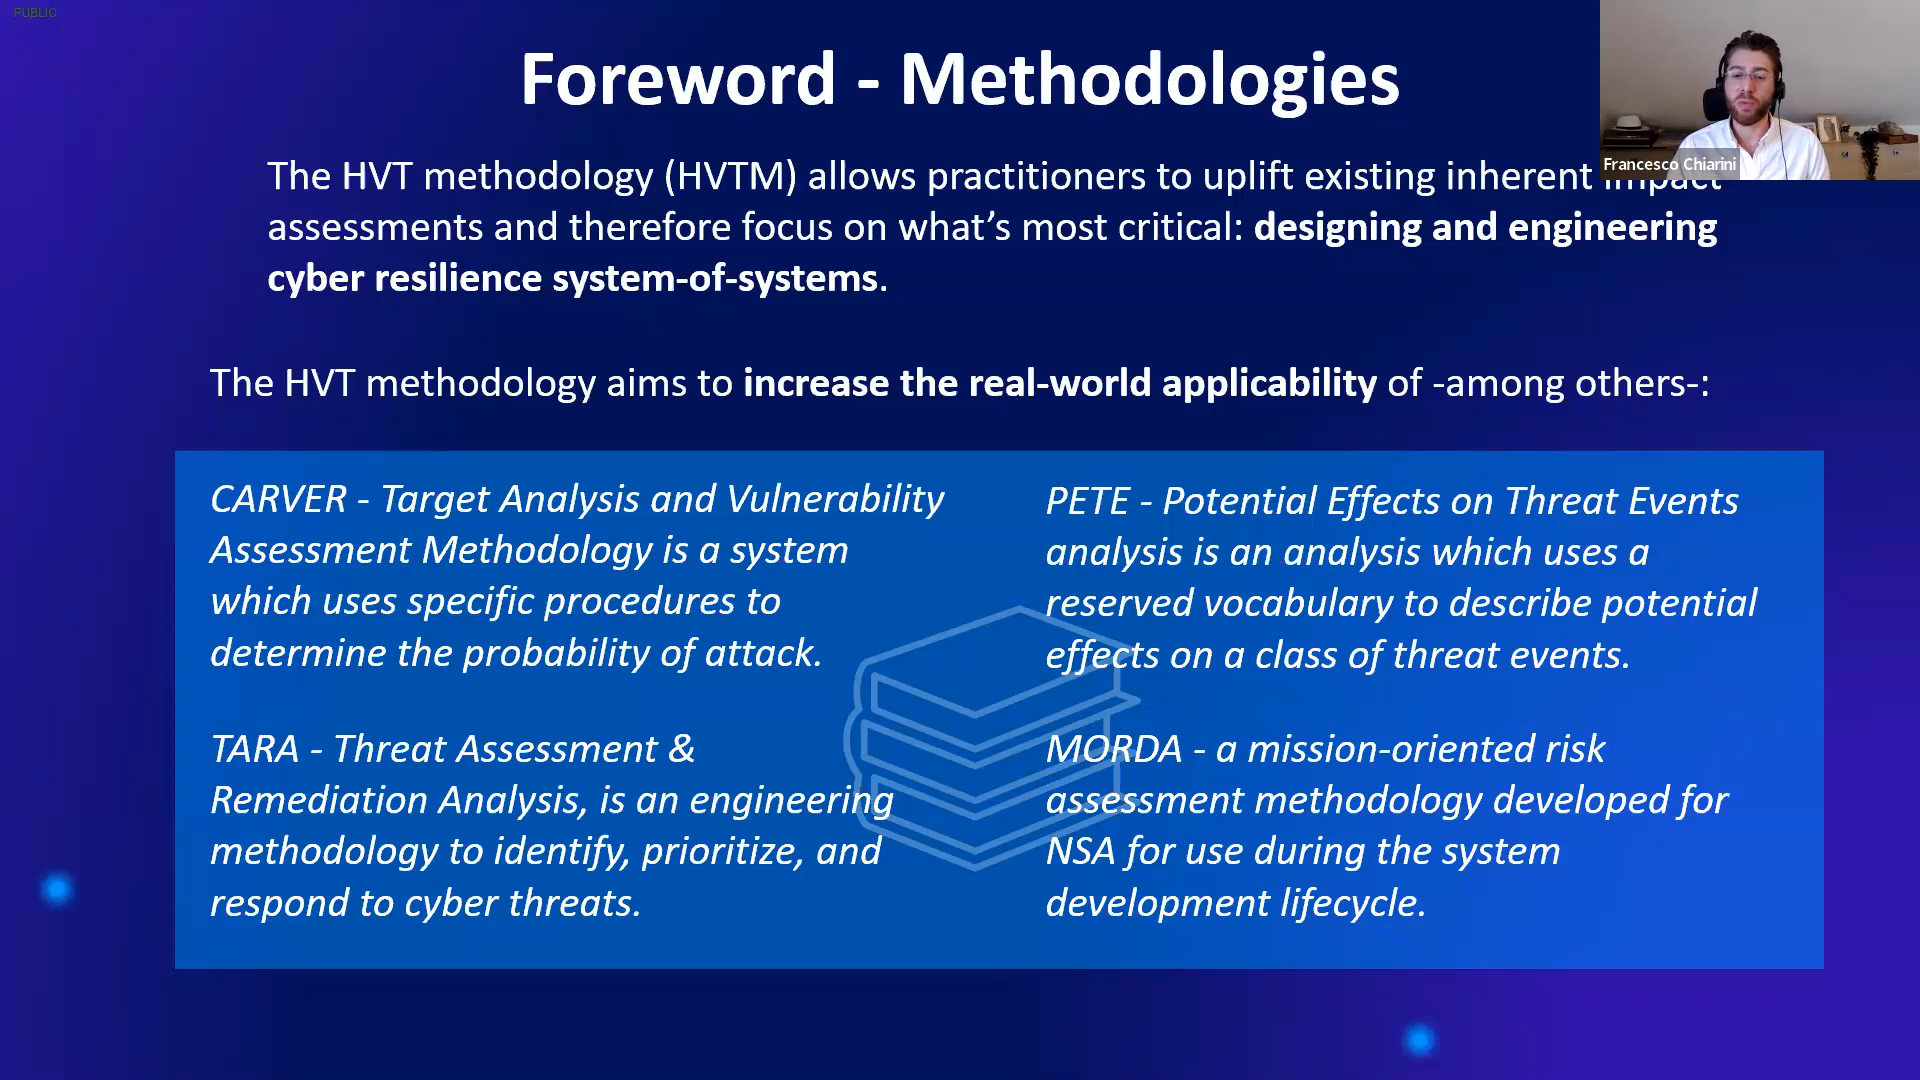 PUBLIC
Foreword - Methodologies
Francesco Chiarini
The HVT methodology (HVTM) allows practitioners to uplift existing inherent impact
assessments and therefore focus on what’s most critical: designing and engineering
cyber resilience system-of-systems.
The HVT methodology aims to increase the real-world applicability of -among others-:
CARVER - Target Analysis and Vulnerability
Assessment Methodology is a system
which uses specific procedures to
determine the probability of attack.
TARA - Threat Assessment &
Remediation Analysis, is an engineering
methodology to identify, prioritize, and
respond to cyber threats.
PETE - Potential Effects on Threat Events
analysis is an analysis which uses a
reserved vocabulary to describe potential
effects on a class of threat events.
MORDA - a mission-oriented risk
assessment methodology developed for
NSA for use during the system
development lifecycle.